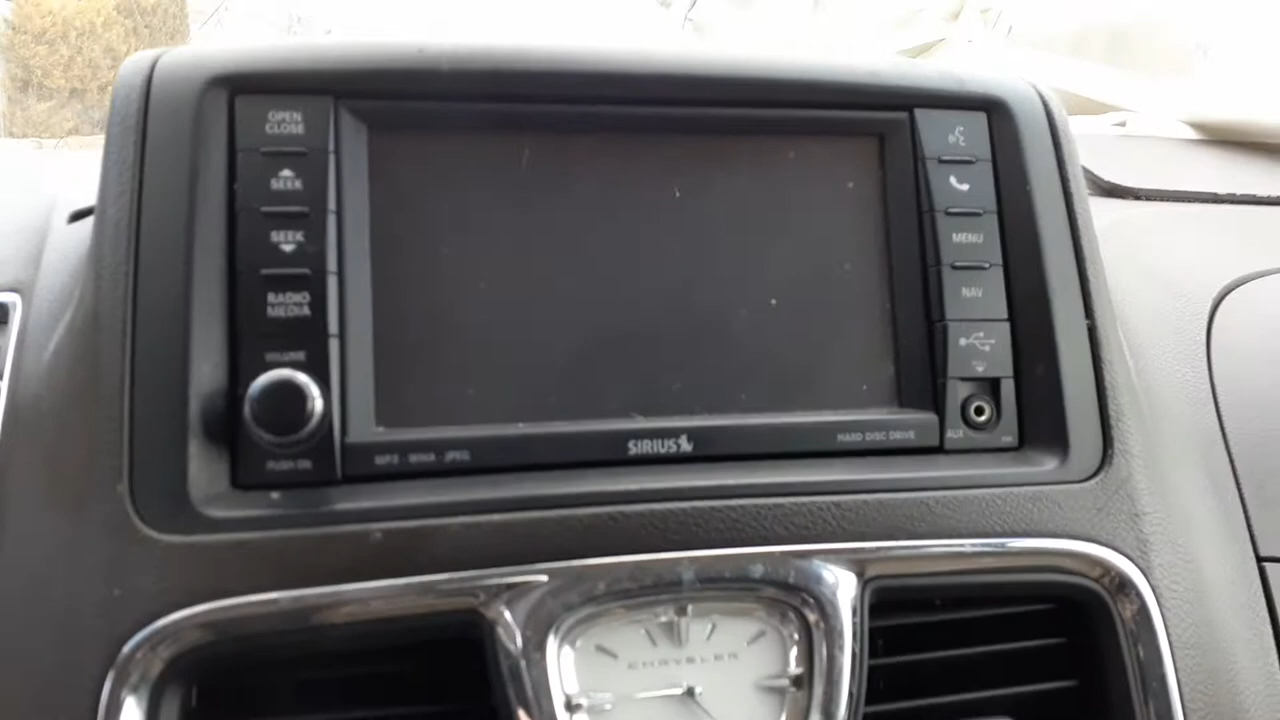 OPEN
CLOSE
SEEK
SEEK
RADIO
MEDIA
VOLUME
PUSH ON
MP3 · WMA · JPEG
SIRIUS
HARD DISC DRIVE
MENU
NAV
PULL
AUX
CHRYSLER